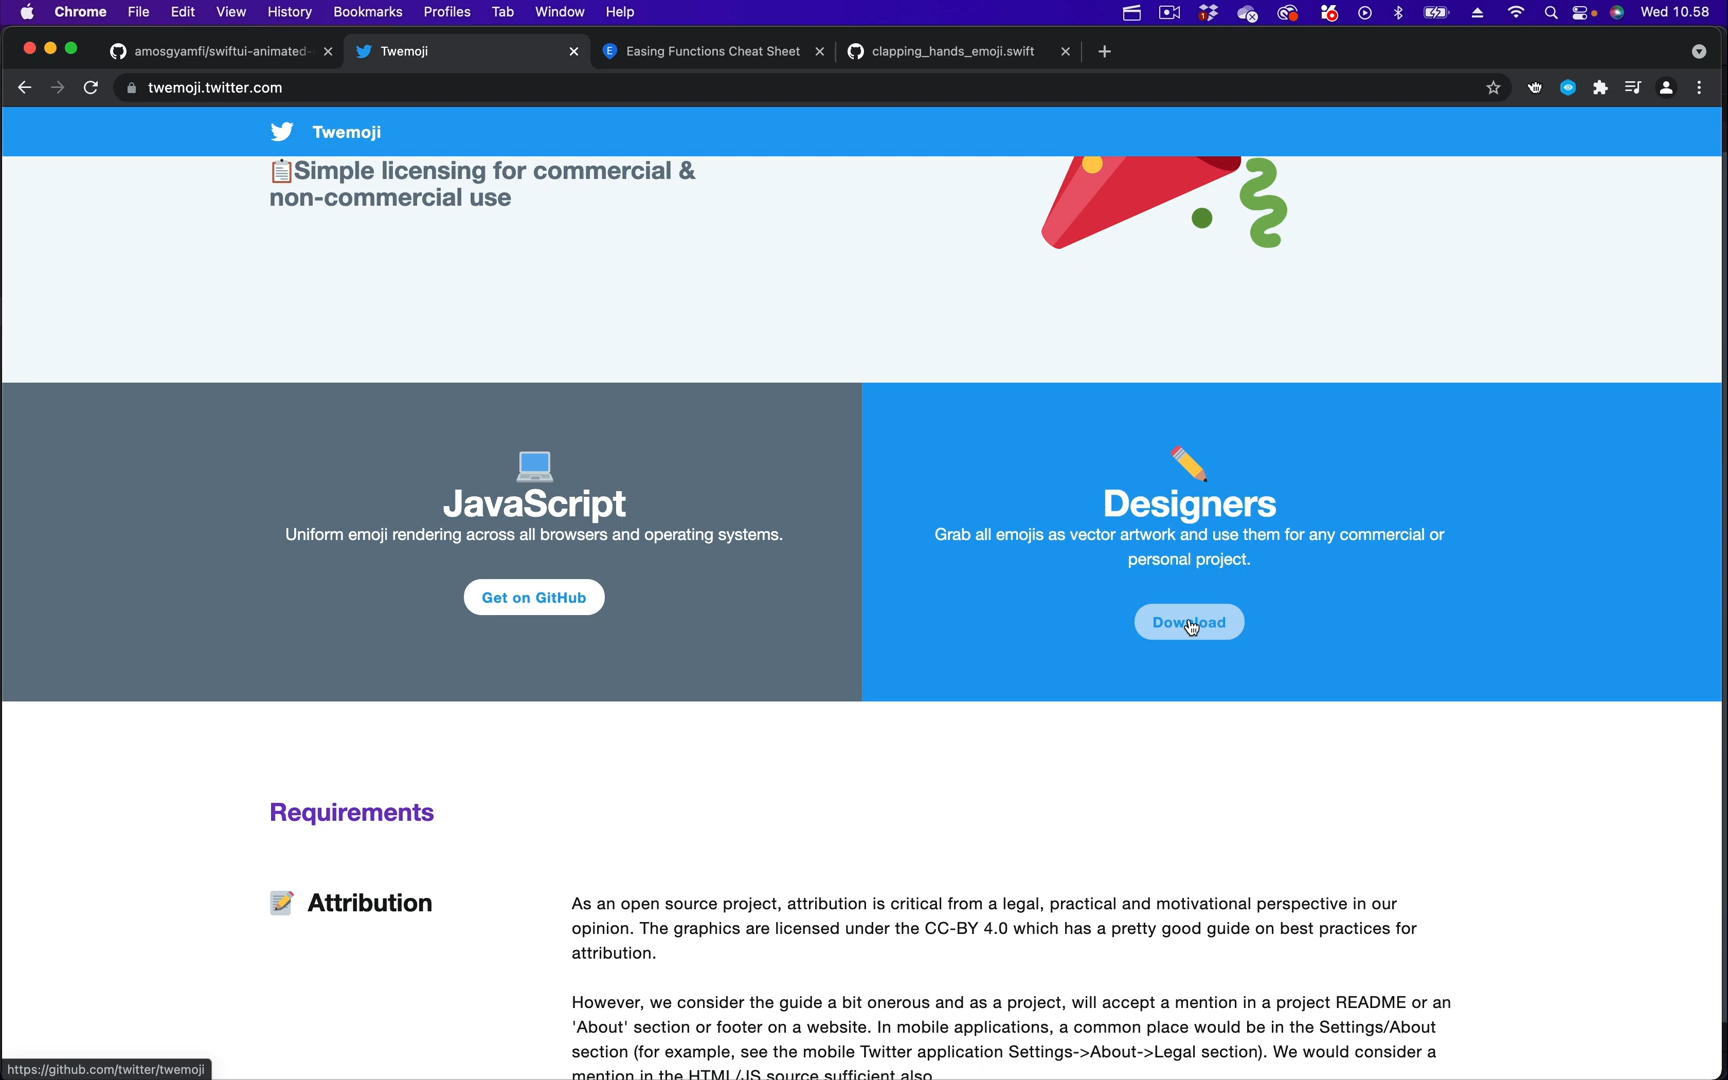 Chrome File Edit View History Bookmarks Profiles Tab Window Help Wed 10.58
amosgyamfi/swiftui-animated- Twemoji Easing Functions Cheat Sheet clapping_hands_emoji.swift
twemoji.twitter.com
Twemoji
Simple licensing for commercial &
non-commercial use
JavaScript
Uniform emoji rendering across all browsers and operating systems.
Get on GitHub
Designers
Grab all emojis as vector artwork and use them for any commercial or
personal project.
Download
Requirements
Attribution
As an open source project, attribution is critical from a legal, practical and motivational perspective in our
opinion. The graphics are licensed under the CC-BY 4.0 which has a pretty good guide on best practices for
attribution.
However, we consider the guide a bit onerous and as a project, will accept a mention in a project README or an
'About' section or footer on a website. In mobile applications, a common place would be in the Settings/About
section (for example, see the mobile Twitter application Settings->About->Legal section). We would consider a
mention in the HTML/JS source sufficient also.
https://github.com/twitter/twemoji